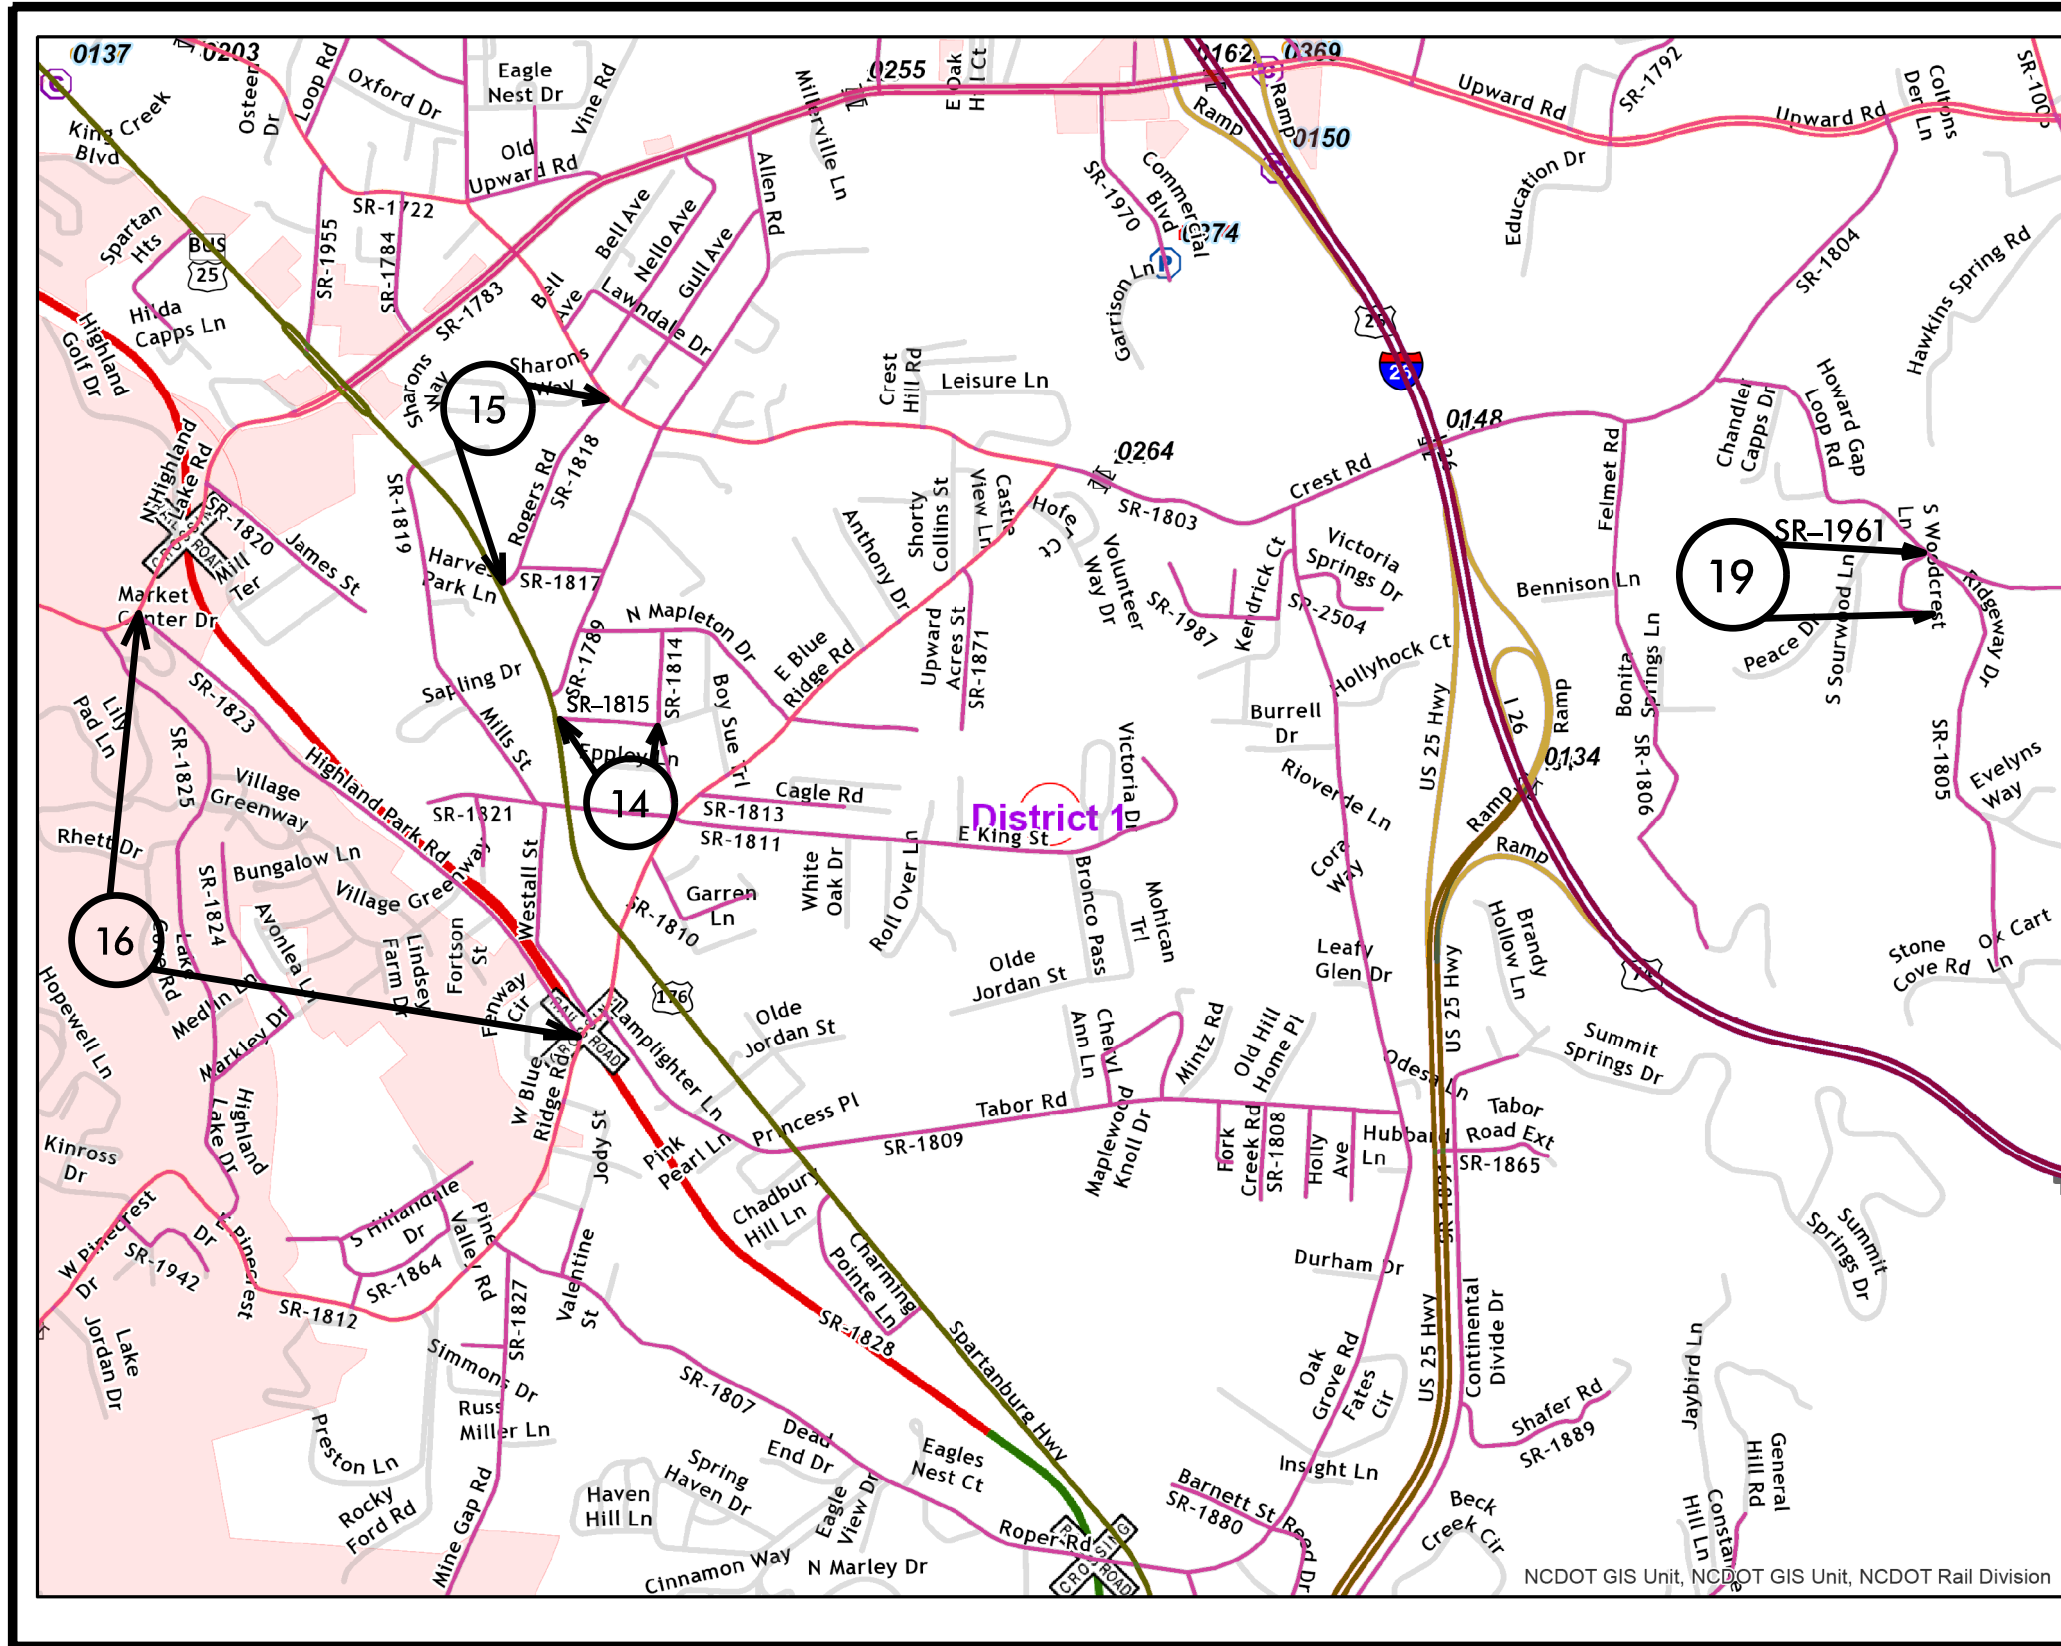 0137
0203
Osteen
Dr
Loop Rd
Oxford Dr
Eagle
Nest Dr
Vine Rd
Millerville Ln
0255
E Oak
Hill Ct
0162
0369
Ramp
Ramp
0150
Upward Rd
SR-1792
Upward Rd
Coltons
Der Ln
King Creek
Blvd
Old
Upward Rd
Allen Rd
SR-1970
Commercial
Blvd
0374
P
Garrison
Ln
Education Dr
SR-1804
Hawkins Spring Rd
Spartan
Hts
BUS
25
SR-1722
SR-1955
SR-1784
SR-1783
Bell Ave
Nello Ave
Gull Ave
Bell
Ave
Lawndale Dr
Hilda
Capps Ln
Highland
Golf Dr
Sharons
Way
Sharons
Way
15
Crest
Hill Rd
Leisure Ln
26
0148
Chandler
Capps Dr
Howard Gap
Loop Rd
N Highland
Lake Rd
SR-1820
James St
Mill
Ter
Market
Center Dr
SR-1819
Rogers Rd
SR-1818
Park Ln
SR-1817
0264
SR-1803
Crest Rd
Felmet Rd
Shorty
Collins St
Castle
View Ln
Hofe
Ct
Anthony Dr
Volunteer
Way Dr
Victoria
Springs Dr
Kendrick Ct
SR-1987
SR-2504
Hollyhock Ct
Bennison Ln
19
SR-1961
S Woodcrest
Ln
Ridgeway Dr
S Sourwood Ln
Peace Dr
N Mapleton Dr
SR-1789
SR-1814
SR-1815
Eppley Ln
14
Boy Sue Trl
E Blue
Ridge Rd
Upward
Acres St
SR-1871
Sapling Dr
Mills St
SR-1823
Lily
Pad Ln
SR-1825
Burrell
Dr
US 25 Hwy
I 26
Ramp
Bonita
Springs Ln
SR-1806
SR-1805
Evelyns
Way
0134
Victoria Dr
Rioverde Ln
Village
Greenway
Highland Park Rd
SR-1821
Cagle Rd
SR-1813
SR-1811
District 1
E King St
Ramp
Ramp
Rhett Dr
Bungalow Ln
Village Greenway
SR-1824
Westall St
Garren
Ln
SR-1810
White
Oak Dr
Roll Over Ln
Bronco Pass
Mohican
Trl
Cora
Way
16
Avonlea Ln
Lindsey
Farm Dr
Fortson
St
Fenway
Cir
Medlin Ln
Markley Dr
Hopewell Ln
176
Olde
Jordan St
Olde
Jordan St
Leafy
Glen Dr
US 25 Hwy
Brandy
Hollow Ln
74
Stone
Cove Rd
Ox Cart
Ln
W Blue
Ridge Rd
Lamplighter Ln
Cheryl
Ann Ln
Mintz Rd
Old Hill
Home Pl
Odesa Ln
Summit
Springs Dr
Highland
Lake Dr
Jody St
Pink
Pearl Ln
Princess Pl
Tabor Rd
SR-1809
Maplewood
Knoll Dr
Fork
Creek Rd
SR-1808
Holly
Ave
Hubbard
Ln
Tabor
Road Ext
SR-1865
Kinross
Dr
W Pinecrest
Dr
SR-1942
E Pinecrest
Dr
S Hillandale
Dr
SR-1864
SR-1812
Pine
Valley Rd
SR-1827
Valentine
St
Chadbury
Hill Ln
Charming
Pointe Ln
SR-1828
Spartanburg Hwy
Durham Dr
Summit
Springs Dr
Lake
Jordan Dr
Simmons Dr
Russ
Miller Ln
SR-1807
Dead
End Dr
Oak
Grove Rd
Fates
Cir
US 25 Hwy
Continental
Divide Dr
Shafer Rd
SR-1889
Jaybird Ln
General
Hill Rd
Preston Ln
Rocky
Ford Rd
Mine Gap Rd
Haven
Hill Ln
Spring
Haven Dr
Eagle
View Dr
Eagles
Nest Ct
Cinnamon Way
N Marley Dr
Roper Rd
Barnett St
SR-1880
Reed Dr
Insight Ln
Beck
Creek Cir
NCDOT GIS Unit, NCDOT GIS Unit, NCDOT Rail Division